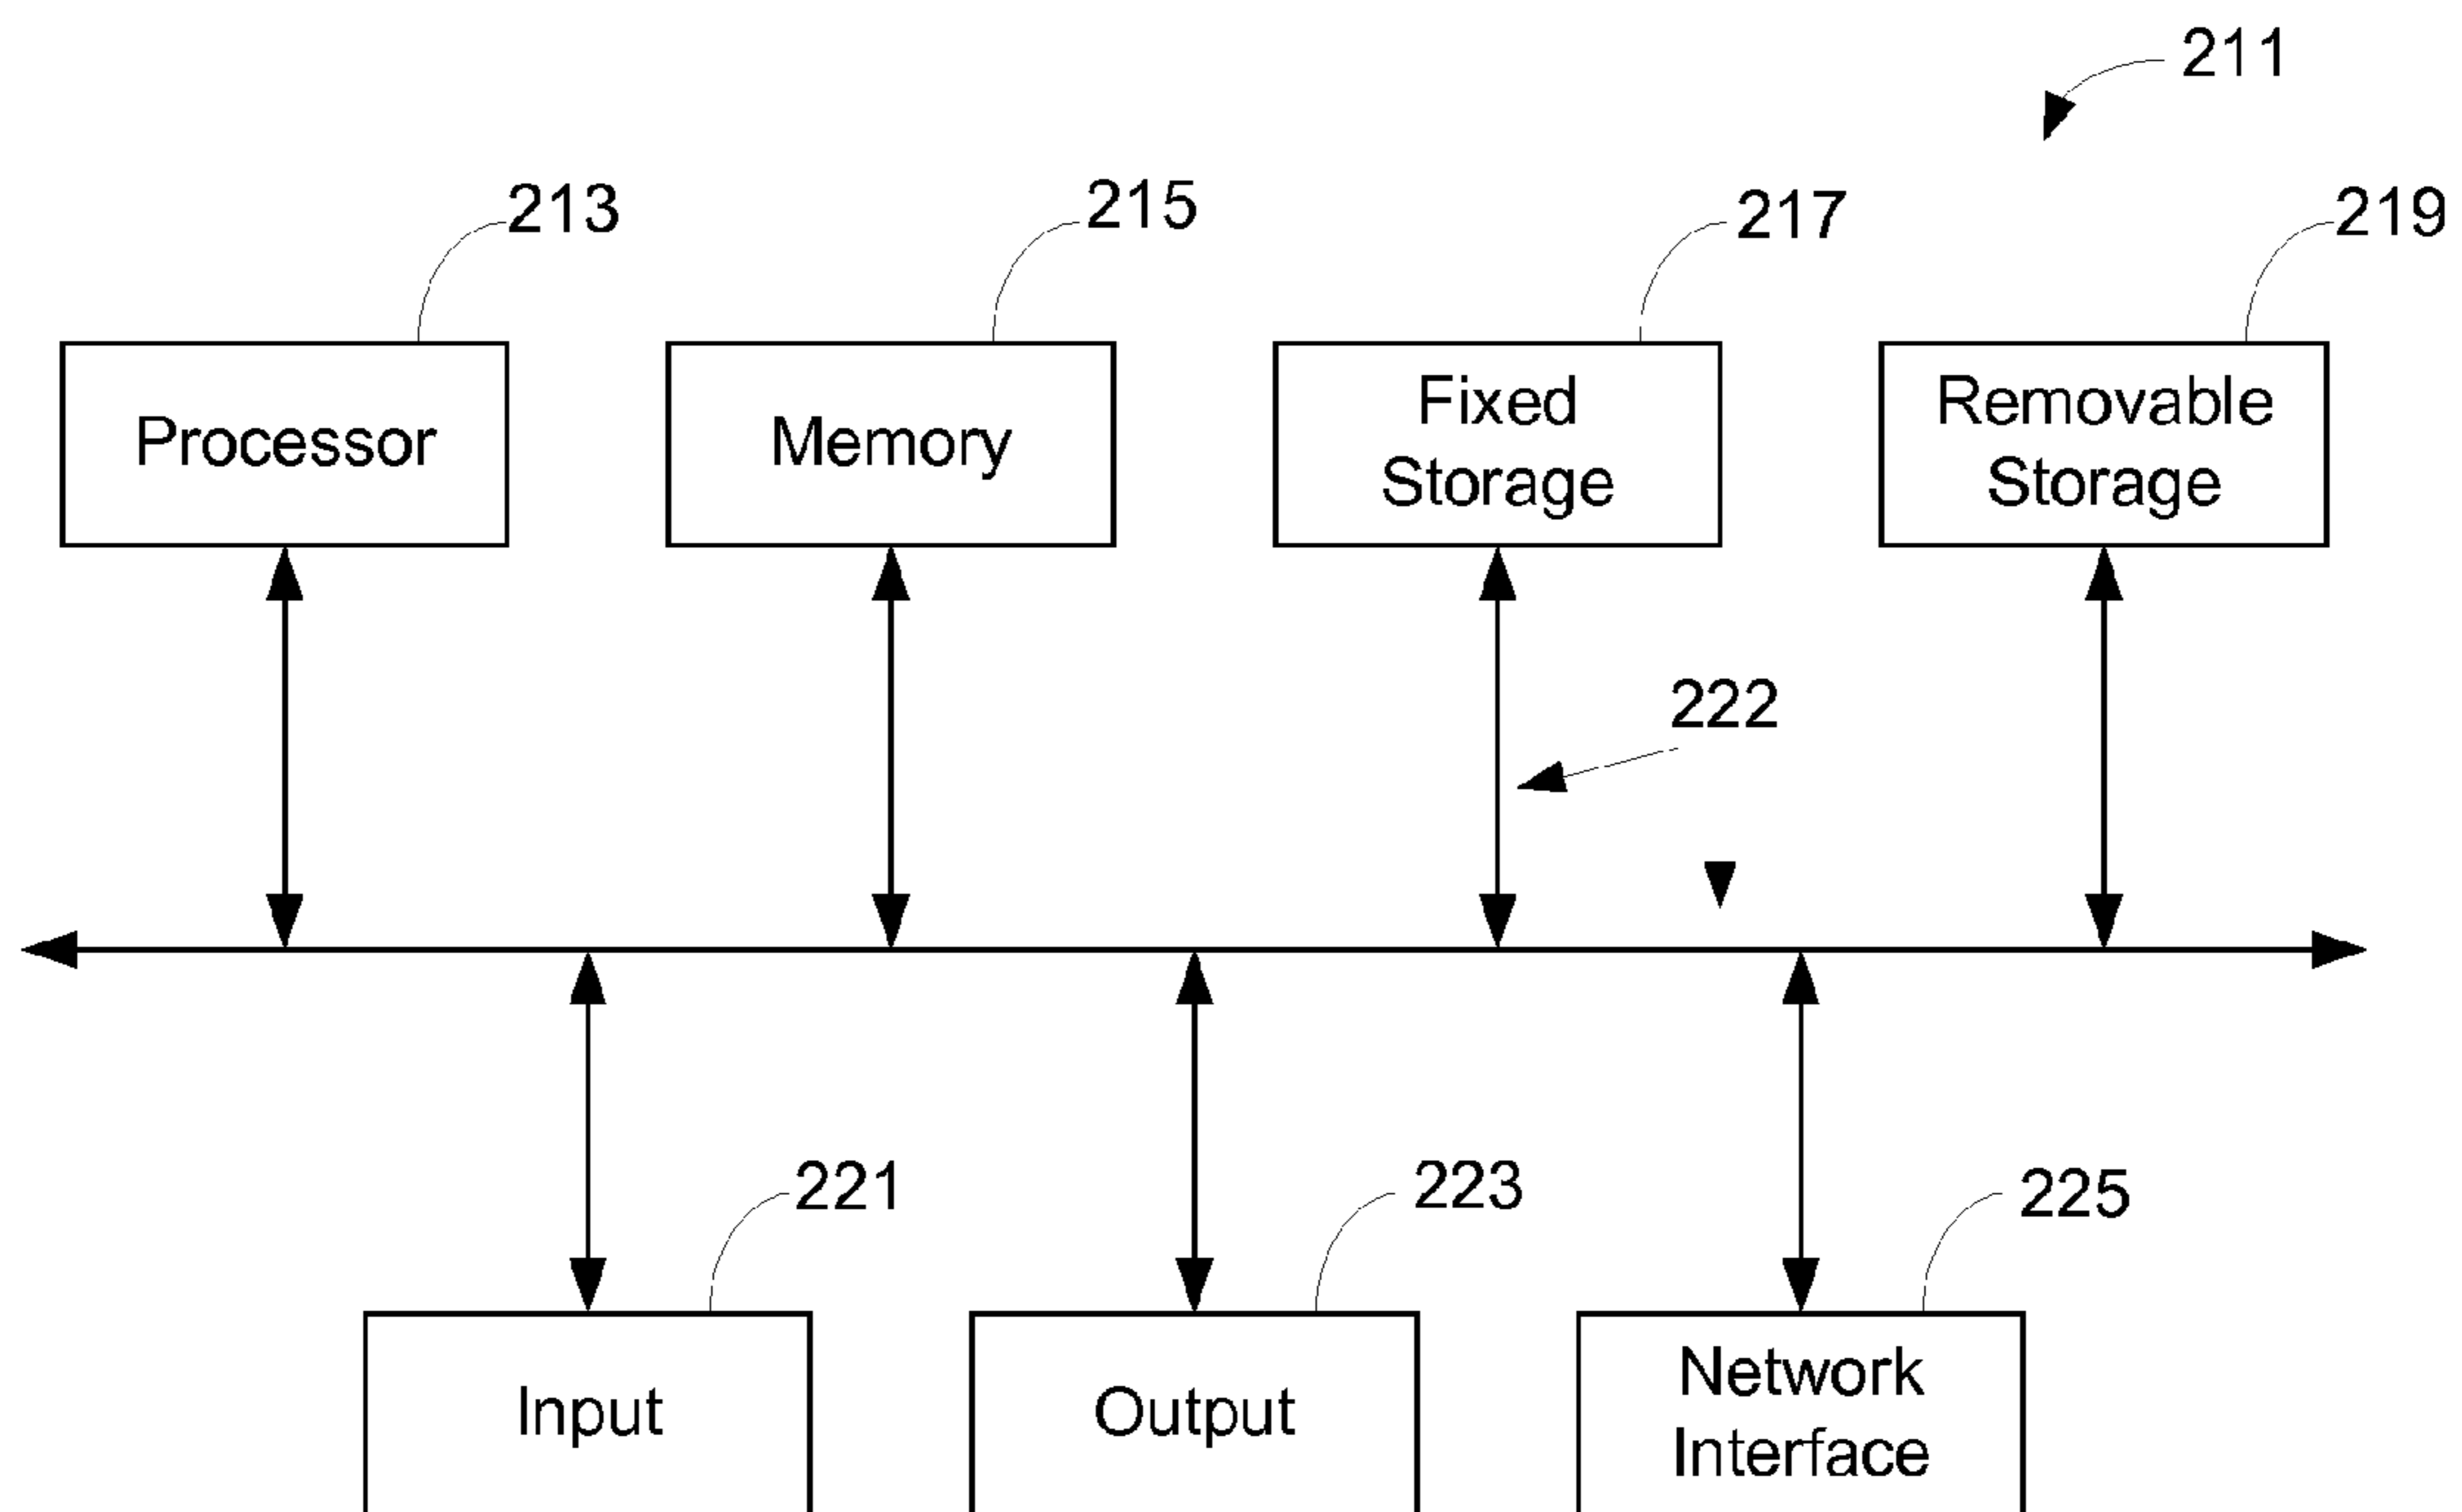 211
213
215
217
219
Processor
Memory
Fixed
Storage
Removable
Storage
222
221
223
225
Input
Output
Network
Interface